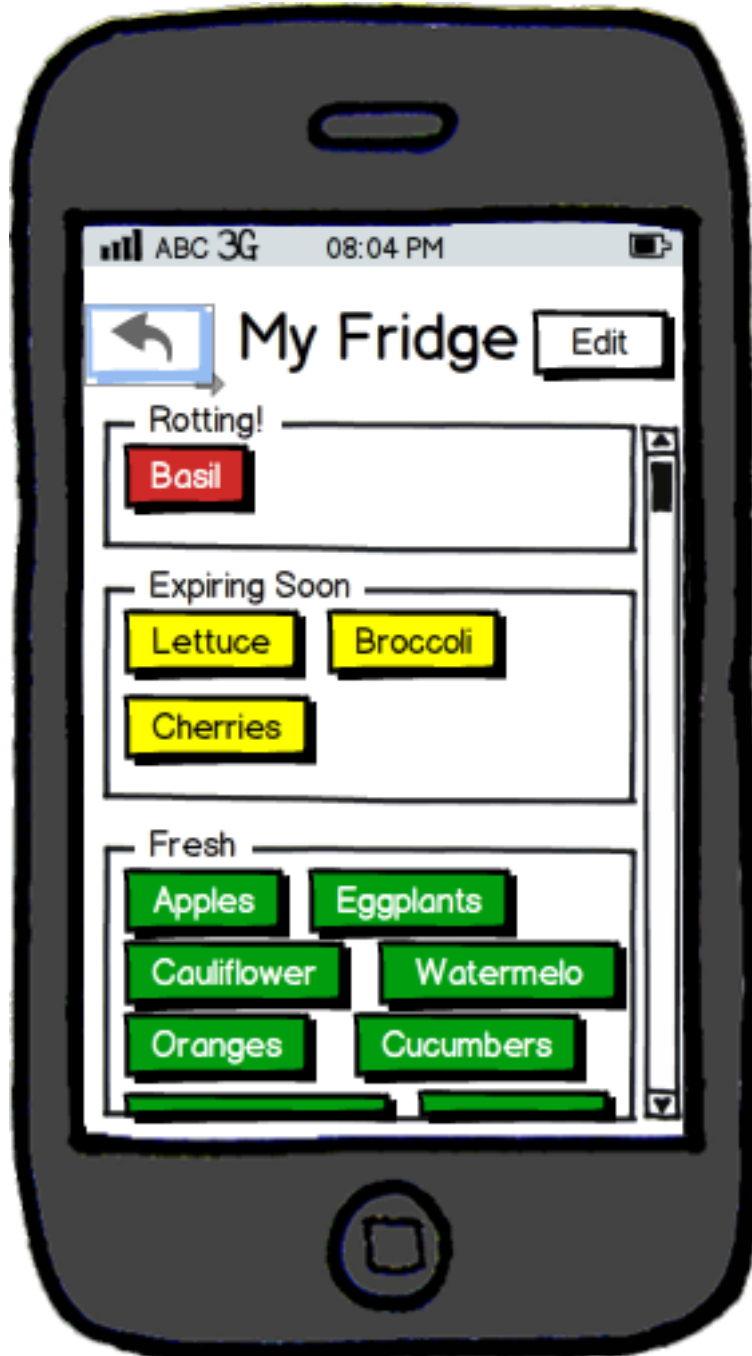 ABC 3G 08:04 PM
My Fridge Edit
Rotting!
Basil
Expiring Soon
Lettuce Broccoli
Cherries
Fresh
Apples Eggplants
Cauliflower Watermelo
Oranges Cucumbers